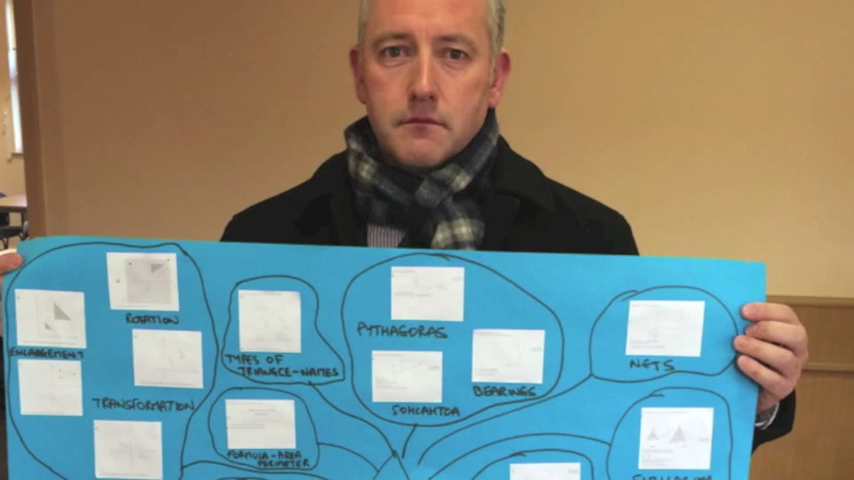 ROTATION
ENLARGEMENT
TRANSFORMATION
TYPES OF
TRIANGLE-NAMES
FORMULA-AREA
PERIMETER
PYTHAGORAS
SOHCAHTOA
BEARINGS
NETS